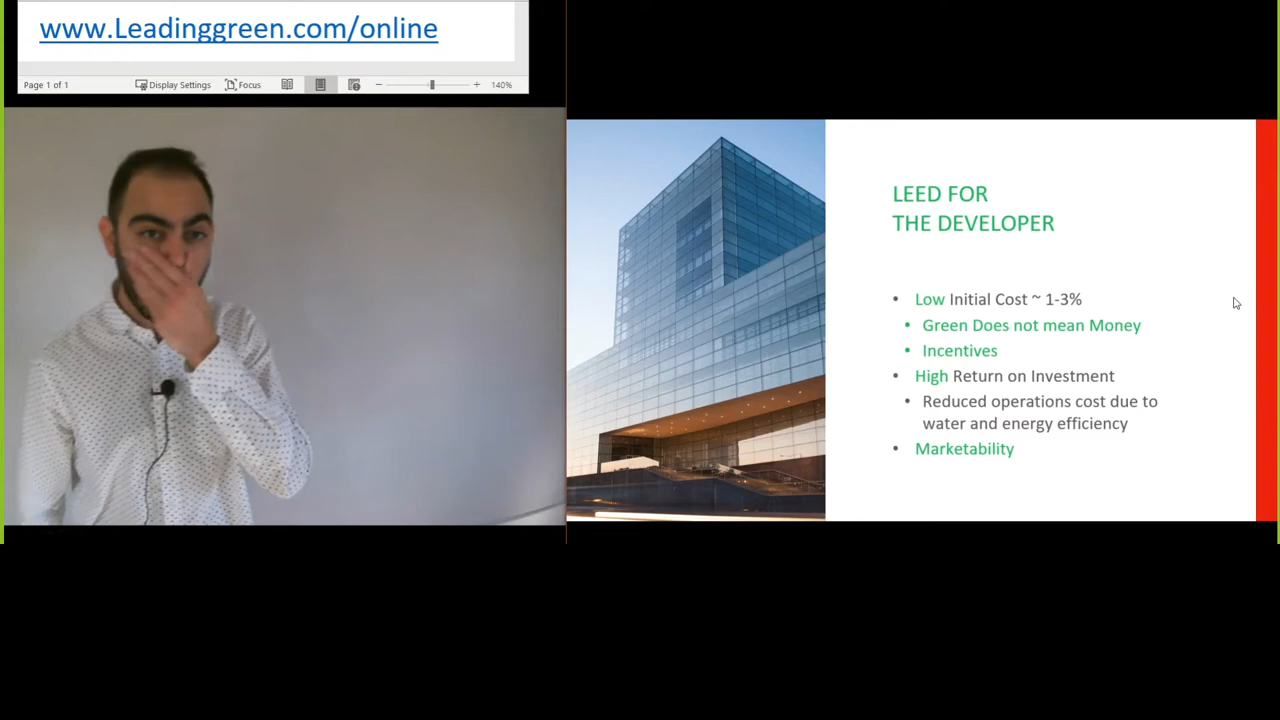 www.Leadinggreen.com/online
Page 1 of 1 Display Settings Focus 140%
LEED FOR
THE DEVELOPER
• Low Initial Cost ~ 1-3%
• Green Does not mean Money
• Incentives
• High Return on Investment
• Reduced operations cost due to
water and energy efficiency
• Marketability